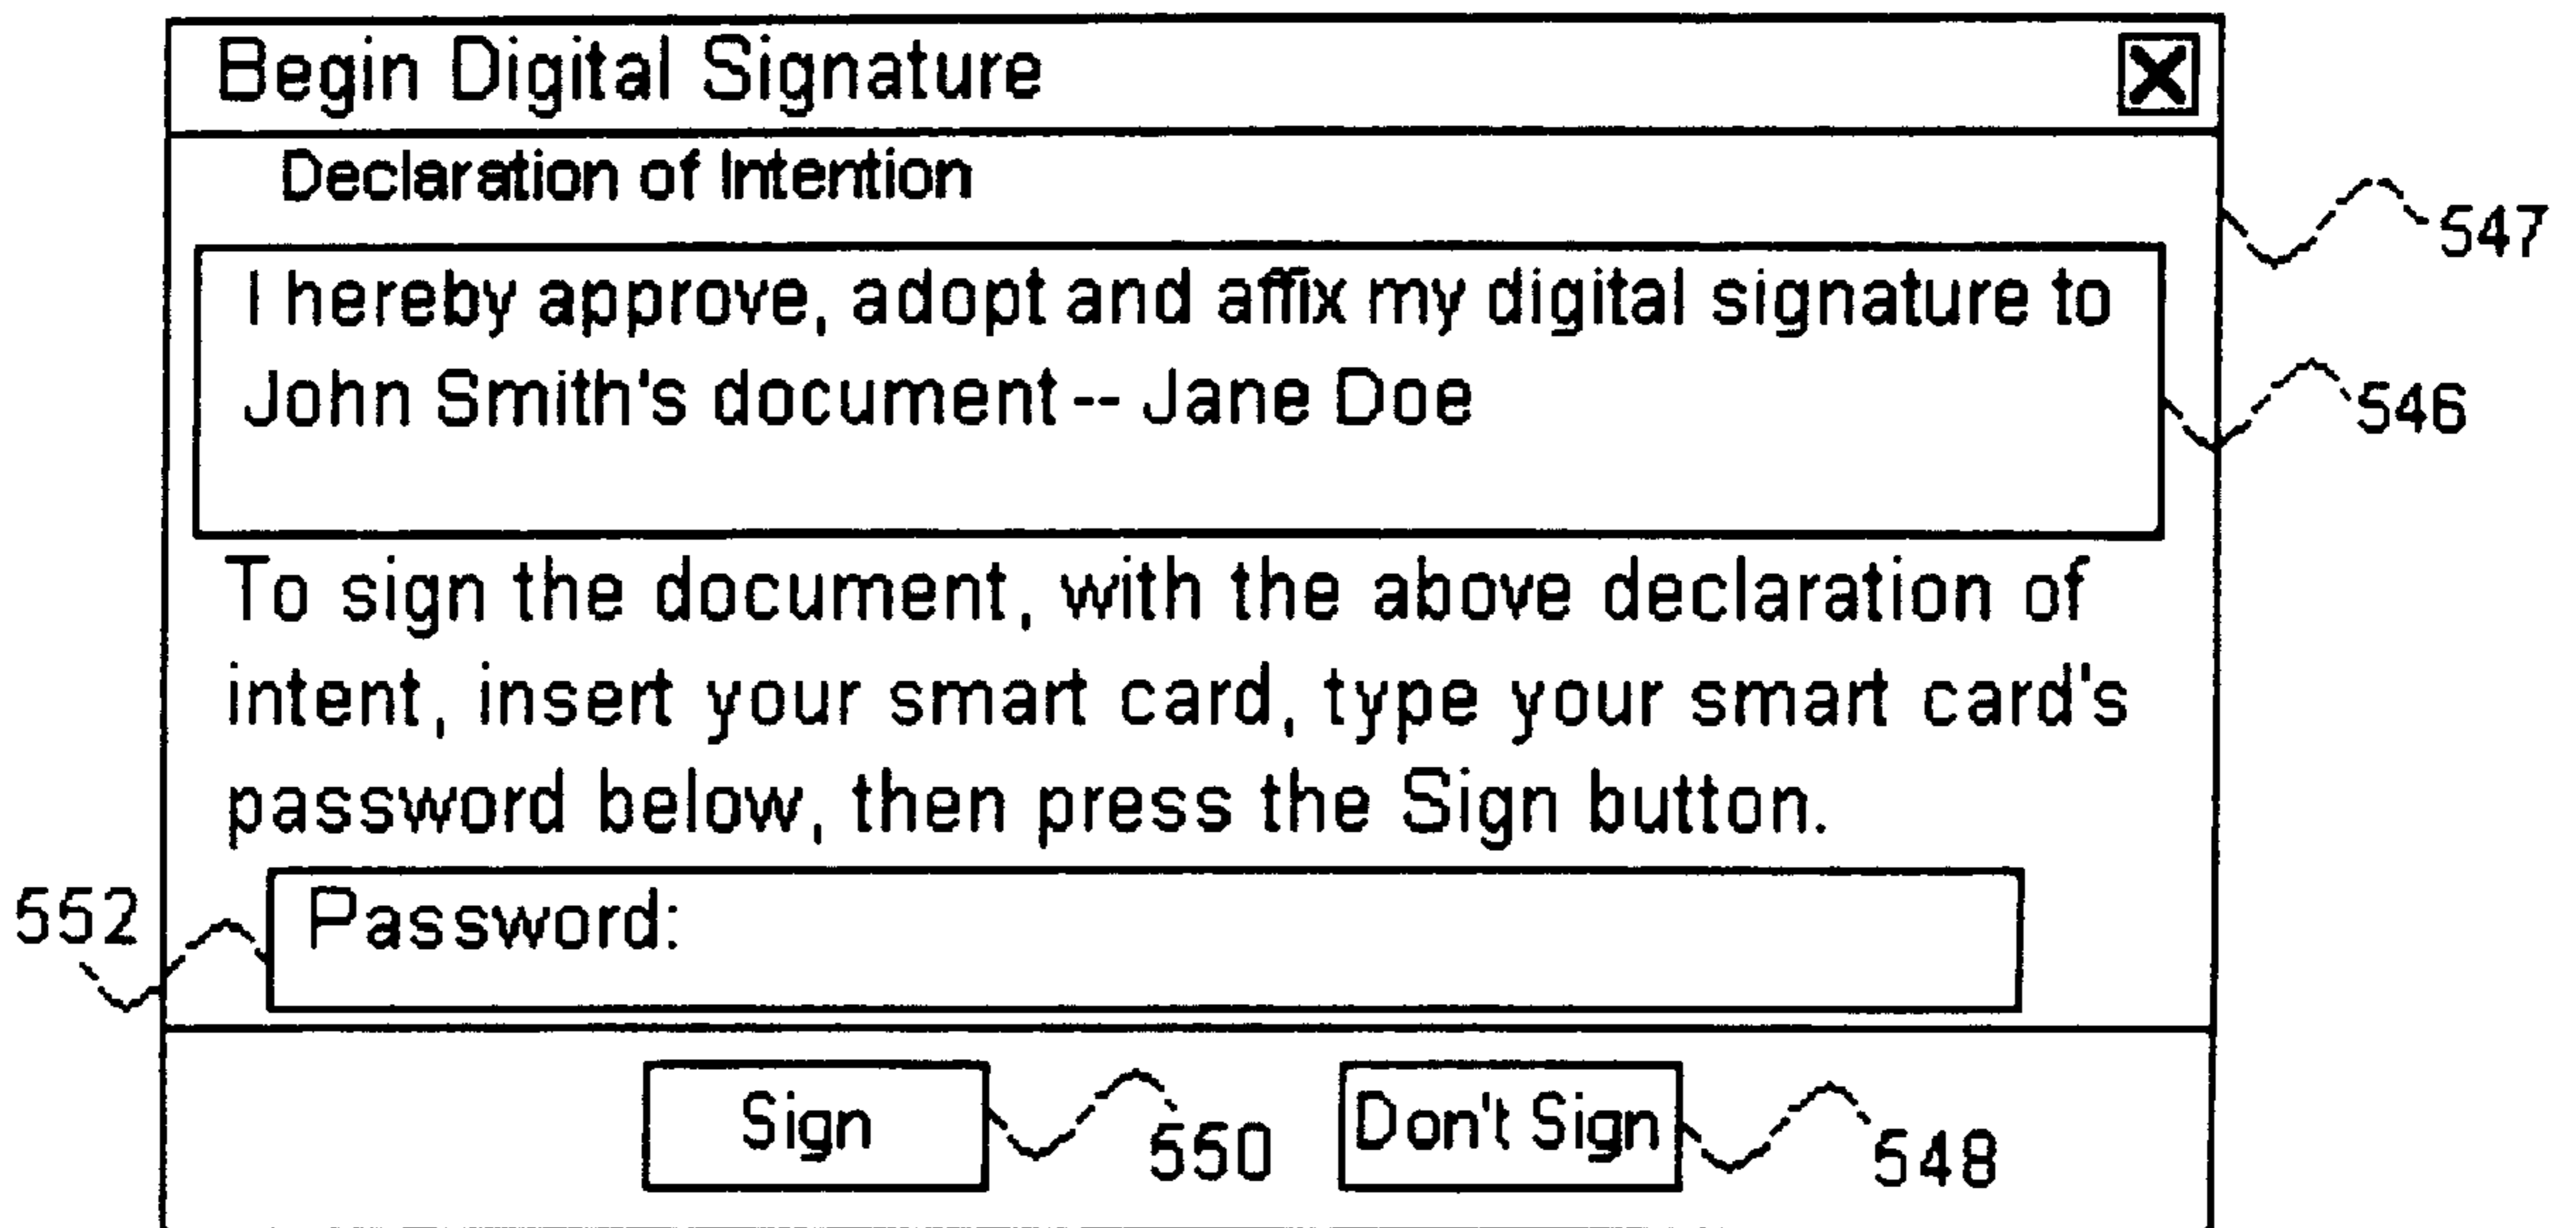 Begin Digital Signature
Declaration of Intention
547
I hereby approve, adopt and affix my digital signature to
John Smith's document -- Jane Doe
546
To sign the document, with the above declaration of
intent, insert your smart card, type your smart card's
password below, then press the Sign button.
552
Password:
Sign
550
Don't Sign
548